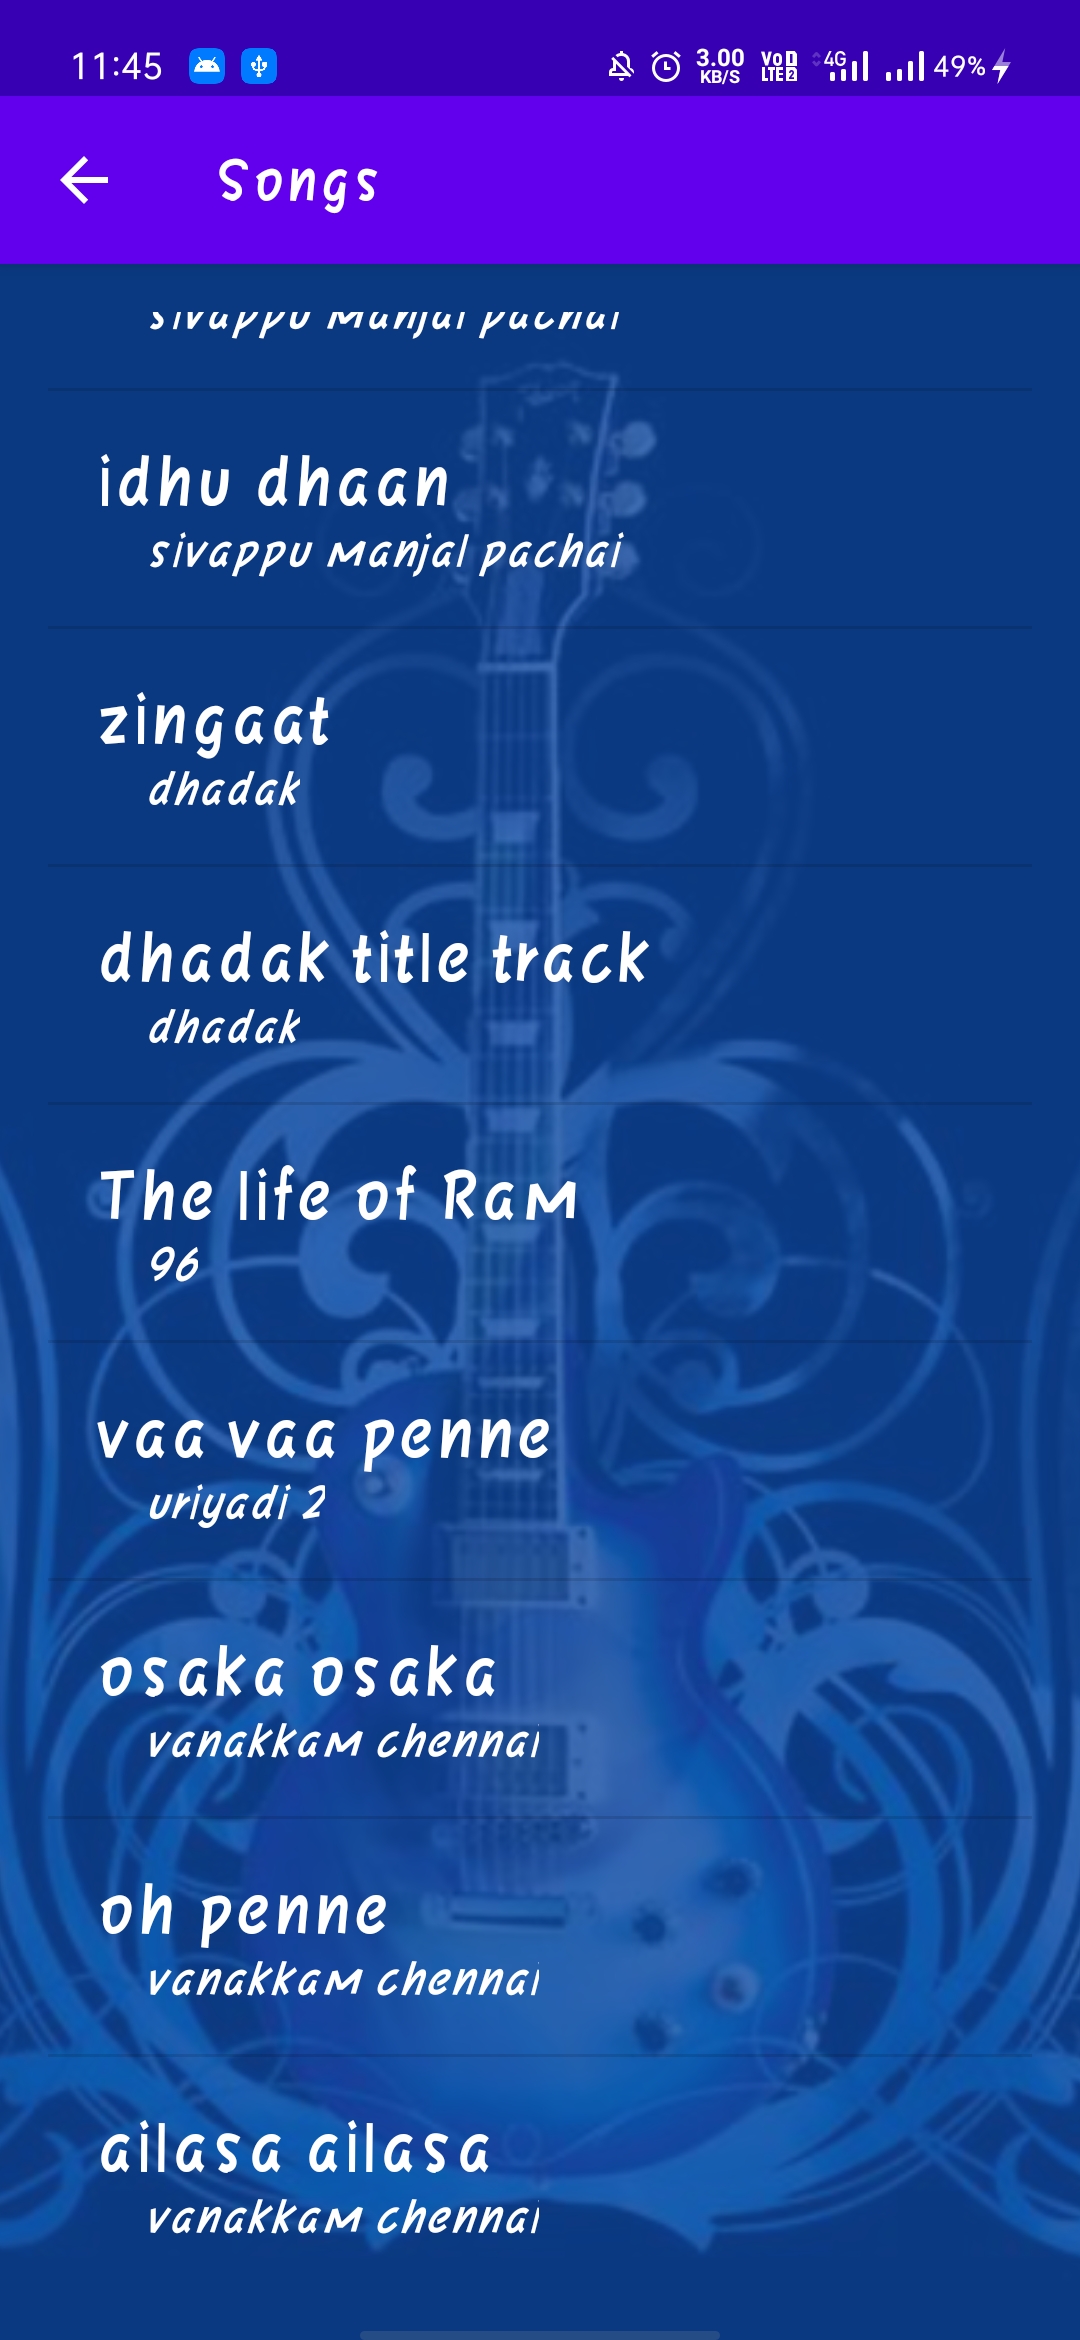 11:45
3.00 KB/S VoLTE 4G 49%
Songs
sivappu manjal pachai
idhu dhaan
sivappu manjal pachai
zingaat
dhadak
dhadak title track
dhadak
The life of Ram
96
vaa vaa penne
uriyadi 2
osaka osaka
vanakkam chennai
oh penne
vanakkam chennai
ailasa ailasa
vanakkam chennai